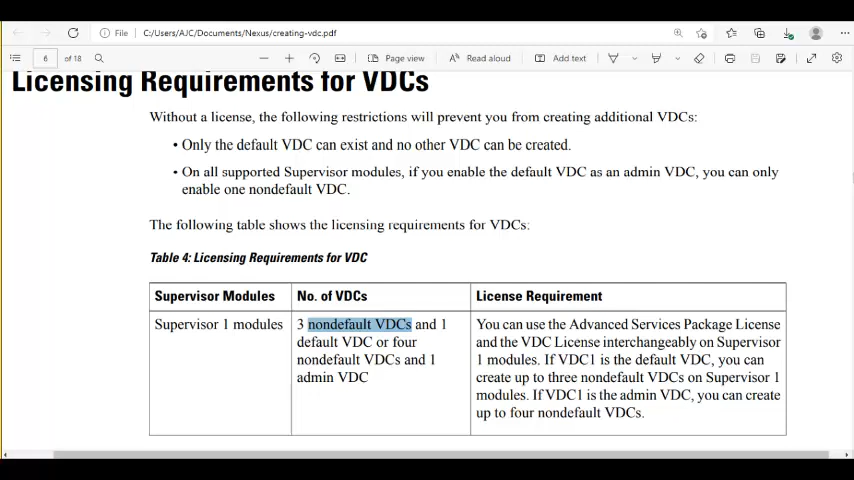 File
C:/Users/AJC/Documents/Nexus/creating-vdc.pdf
6 of 18
Page view
Read aloud
Add text
Licensing Requirements for VDCs
Without a license, the following restrictions will prevent you from creating additional VDCs:
• Only the default VDC can exist and no other VDC can be created.
• On all supported Supervisor modules, if you enable the default VDC as an admin VDC, you can only
enable one nondefault VDC.
The following table shows the licensing requirements for VDCs:
Table 4: Licensing Requirements for VDC
Supervisor Modules
No. of VDCs
License Requirement
Supervisor 1 modules
3 nondefault VDCs and 1
default VDC or four
nondefault VDCs and 1
admin VDC
You can use the Advanced Services Package License
and the VDC License interchangeably on Supervisor
1 modules. If VDC1 is the default VDC, you can
create up to three nondefault VDCs on Supervisor 1
modules. If VDC1 is the admin VDC, you can create
up to four nondefault VDCs.